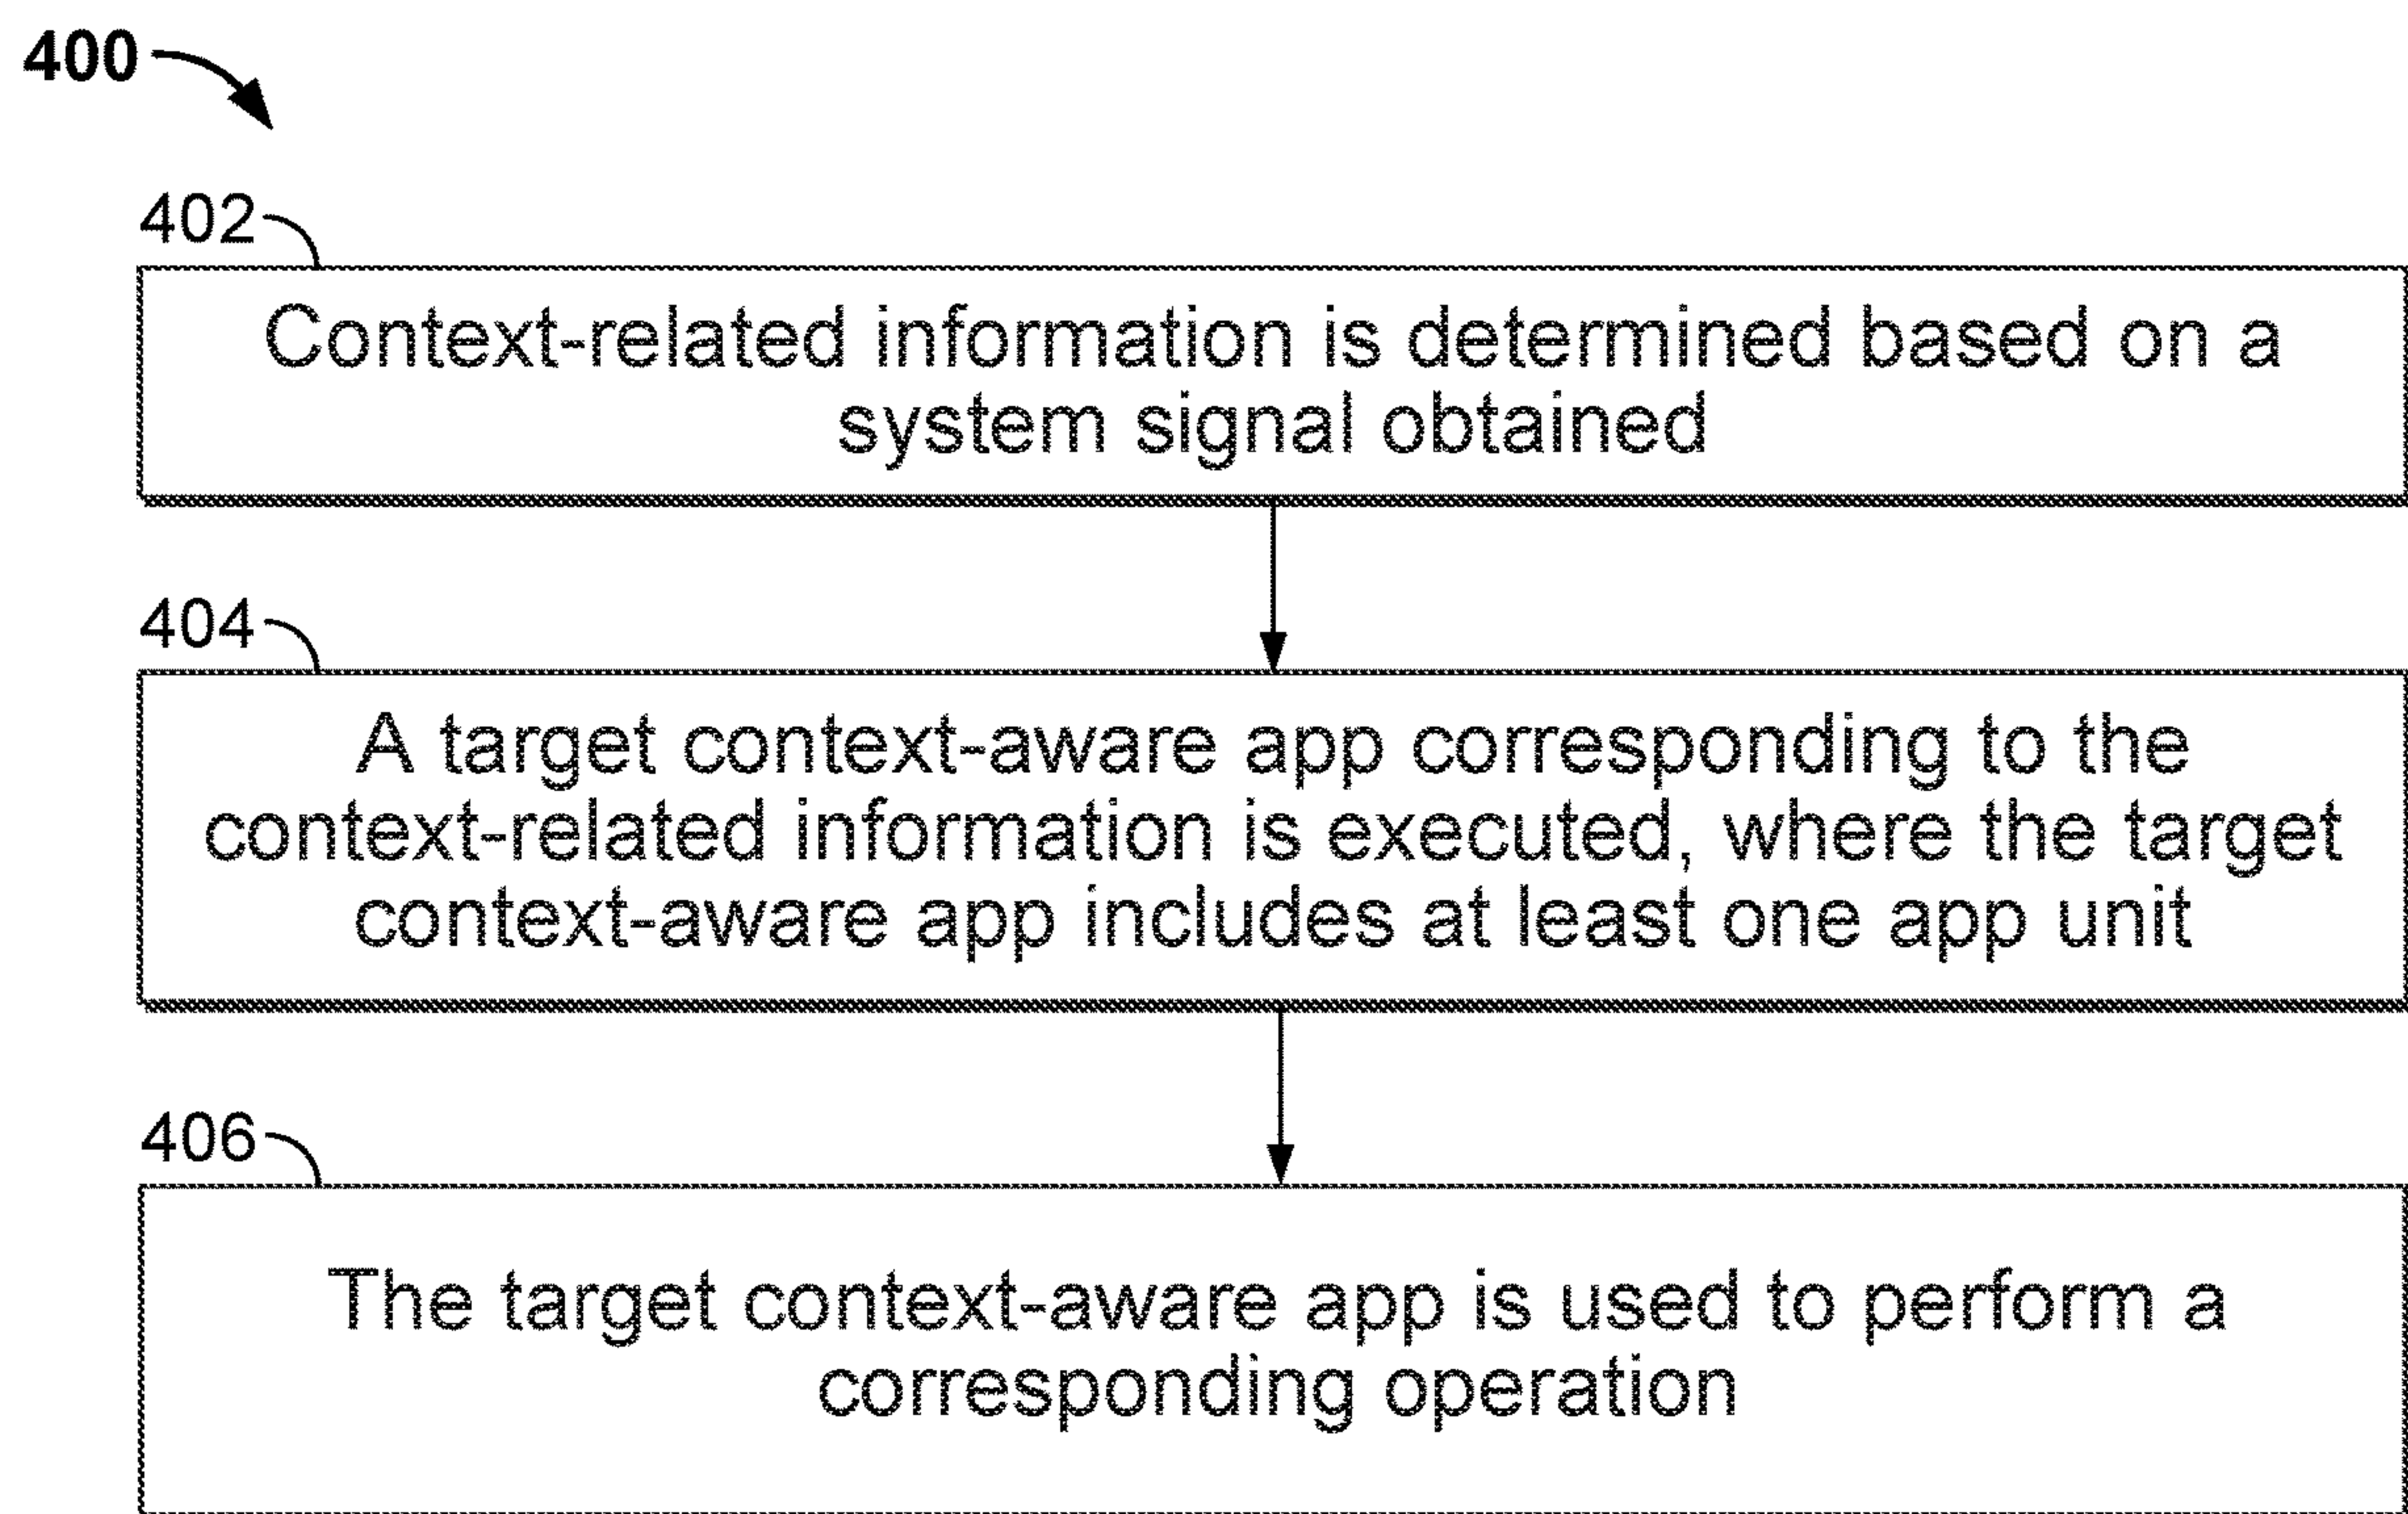 400
402
Context-related information is determined based on a
system signal obtained
404
A target context-aware app corresponding to the
context-related information is executed, where the target
context-aware app includes at least one app unit
406
The target context-aware app is used to perform a
corresponding operation